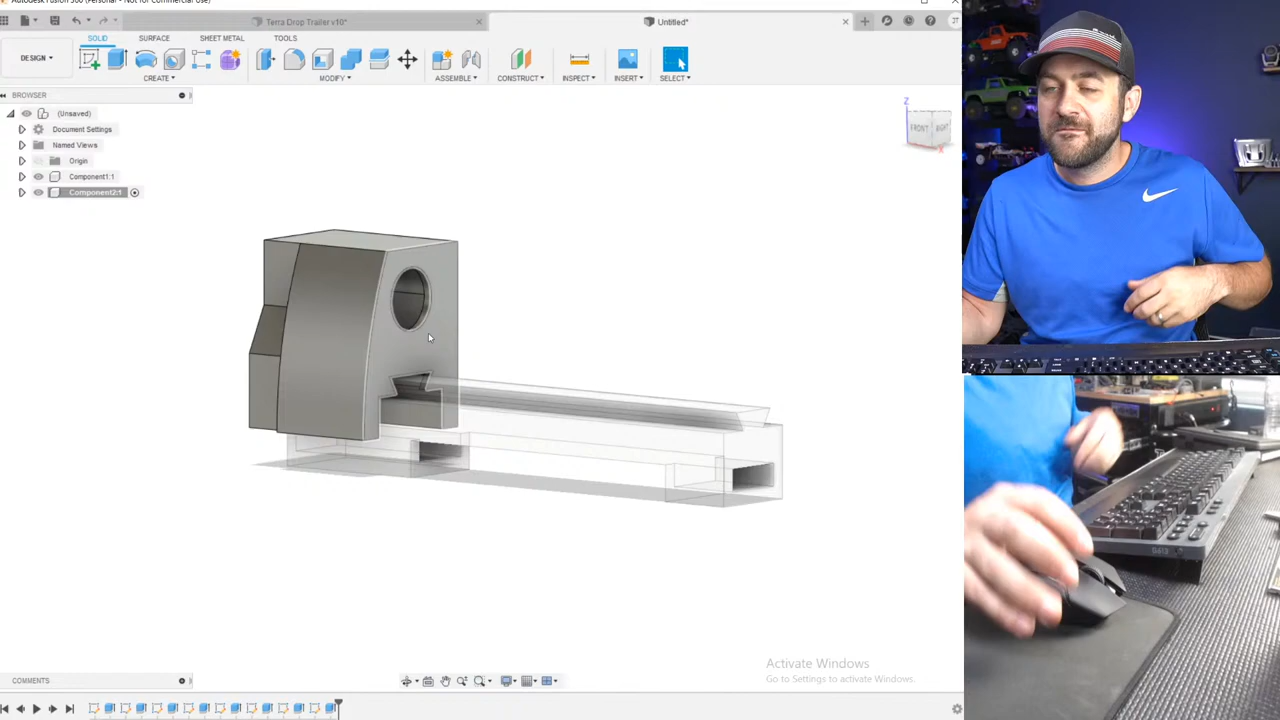 Autodesk Fusion 360 (Personal - Not for Commercial Use)
Terra Drop Trailer v10*
Untitled*
DESIGN
SOLID
SURFACE
SHEET METAL
TOOLS
CREATE
MODIFY
ASSEMBLE
CONSTRUCT
INSPECT
INSERT
SELECT
BROWSER
(Unsaved)
Document Settings
Named Views
Origin
Component1:1
Component2:1
Z
FRONT
RIGHT
X
Activate Windows
Go to Settings to activate Windows.
COMMENTS